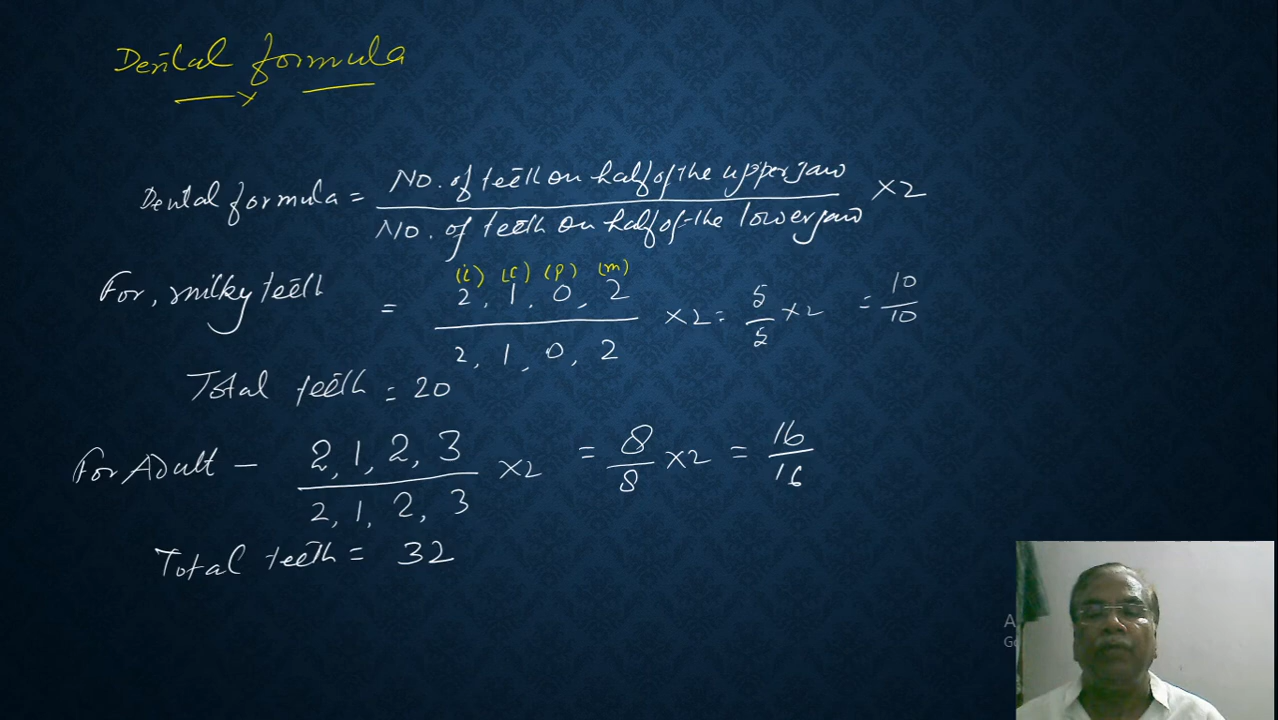 Dental formula
Dental formula = No. of teeth on half of the upper jaw / No. of teeth on half of the lower jaw ×2
(i) (c) (p) (m)
For, milky teeth = 2, 1, 0, 2 / 2, 1, 0, 2 ×2 = 5/5 ×2 = 10/10
Total teeth = 20
For Adult – 2, 1, 2, 3 / 2, 1, 2, 3 ×2 = 8/8 ×2 = 16/16
Total teeth = 32
A
Go